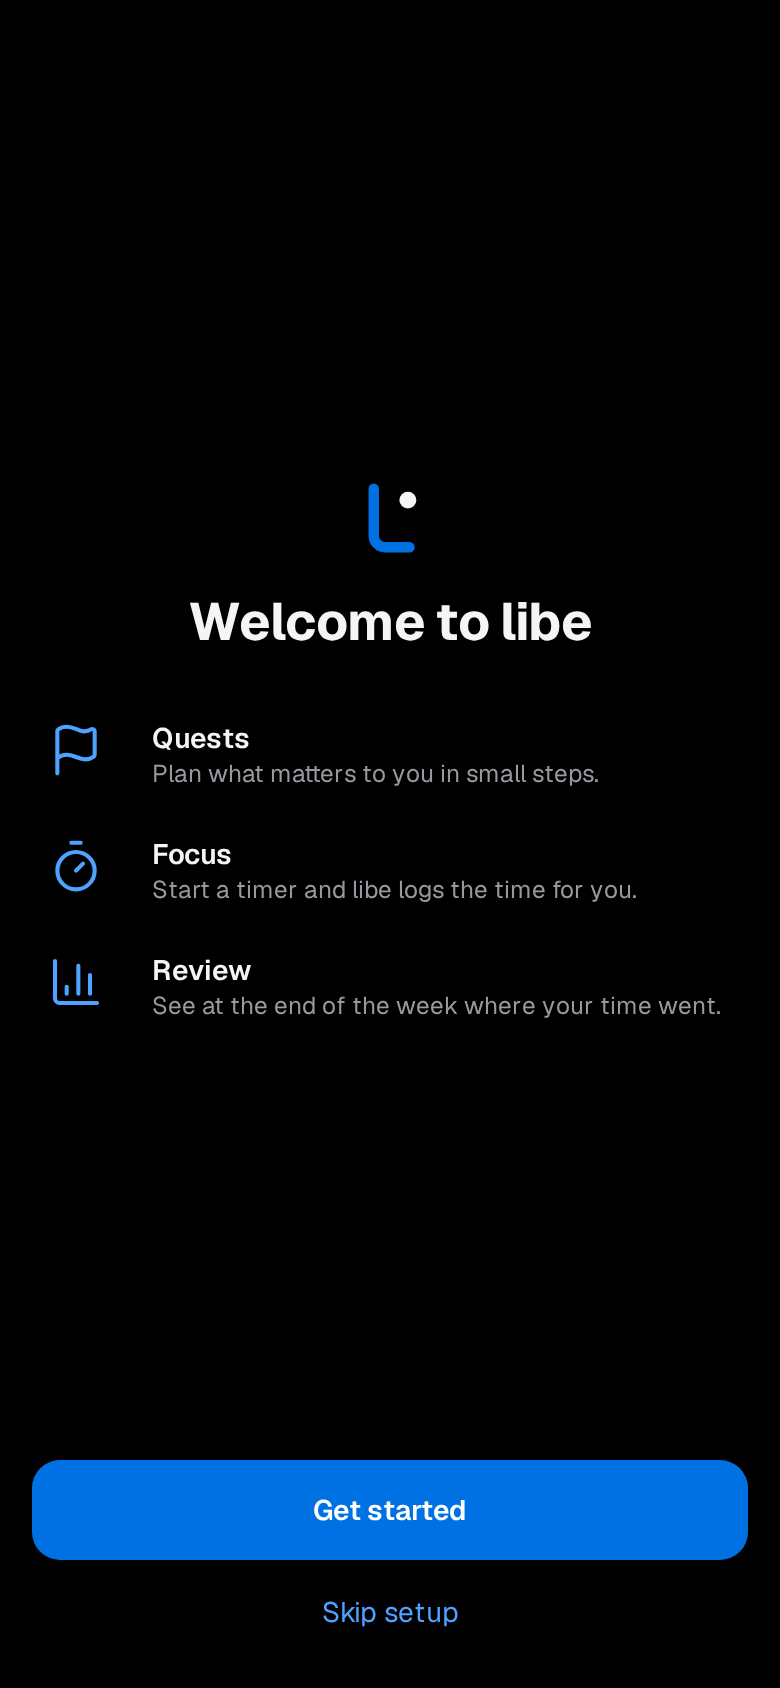 Welcome to libe
Quests
Plan what matters to you in small steps.
Focus
Start a timer and libe logs the time for you.
Review
See at the end of the week where your time went.
Get started
Skip setup